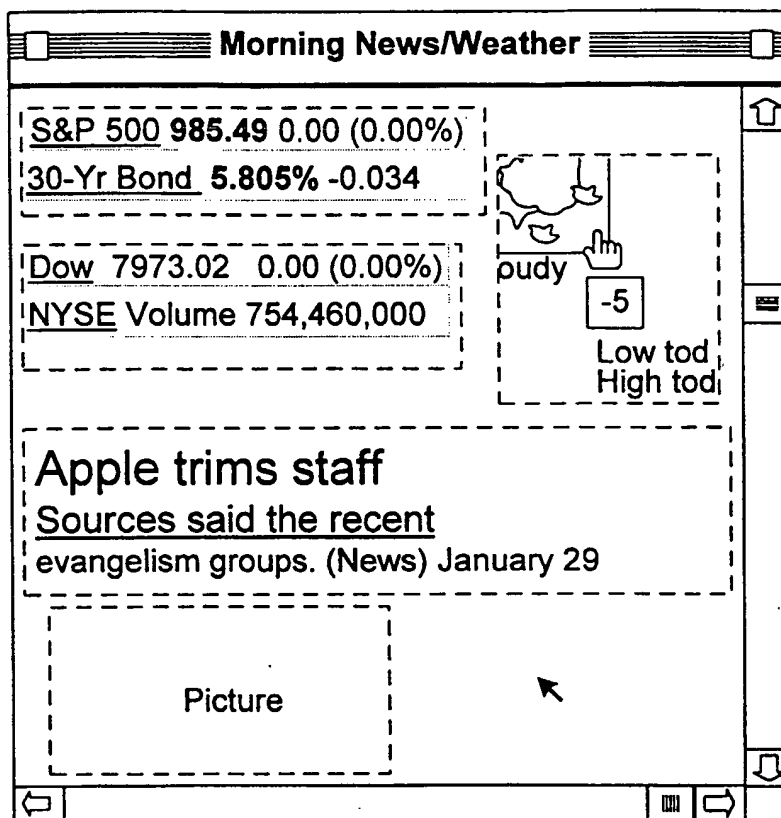 Morning News/Weather
S&P 500 985.49 0.00 (0.00%)
30-Yr Bond 5.805% -0.034
Dow 7973.02 0.00 (0.00%)
NYSE Volume 754,460,000
oudy
-5
Low tod
High tod
Apple trims staff
Sources said the recent
evangelism groups. (News) January 29
Picture